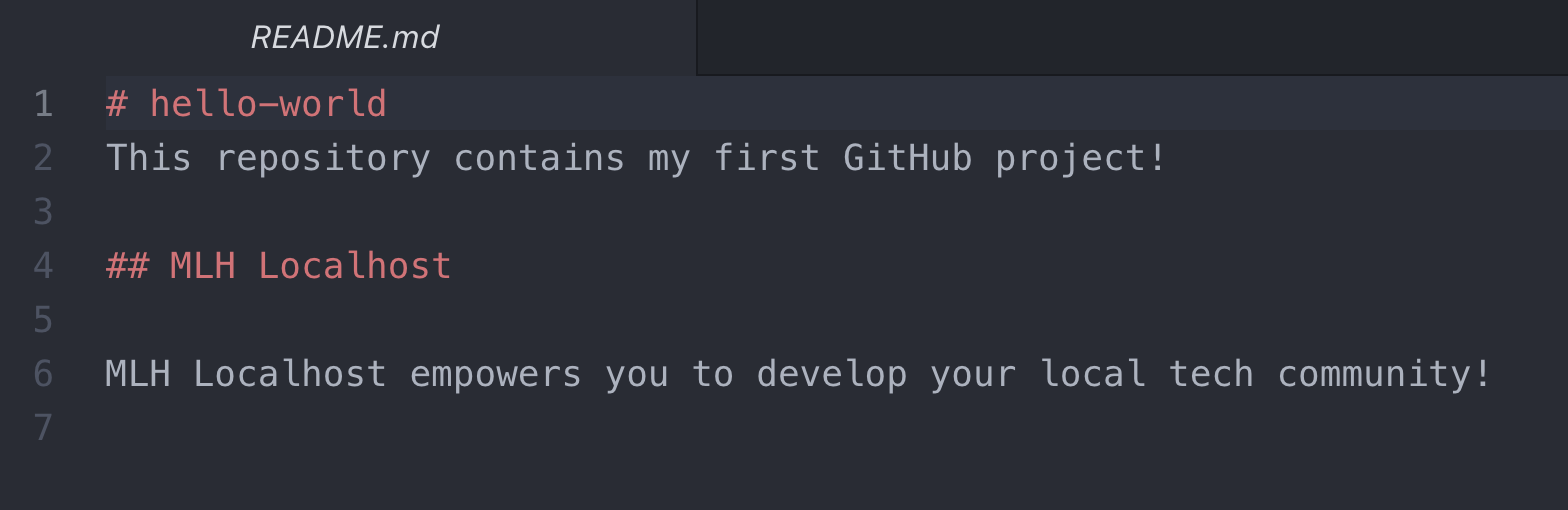 README.md
1 # hello-world
2 This repository contains my first GitHub project!
3
4 ## MLH Localhost
5
6 MLH Localhost empowers you to develop your local tech community!
7